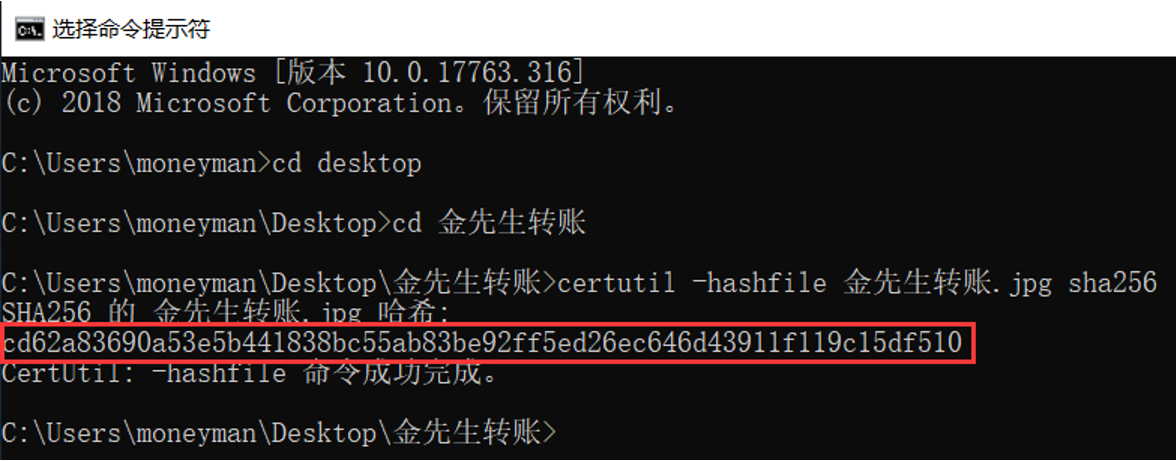 选择命令提示符
Microsoft Windows [版本 10.0.17763.316]
(c) 2018 Microsoft Corporation。保留所有权利。
C:\Users\moneyman>cd desktop
C:\Users\moneyman\Desktop>cd 金先生转账
C:\Users\moneyman\Desktop\金先生转账>certutil -hashfile 金先生转账.jpg sha256
SHA256 的 金先生转账.jpg 哈希:
cd62a83690a53e5b441838bc55ab83be92ff5ed26ec646d43911f119c15df510
CertUtil: -hashfile 命令成功完成。
C:\Users\moneyman\Desktop\金先生转账>